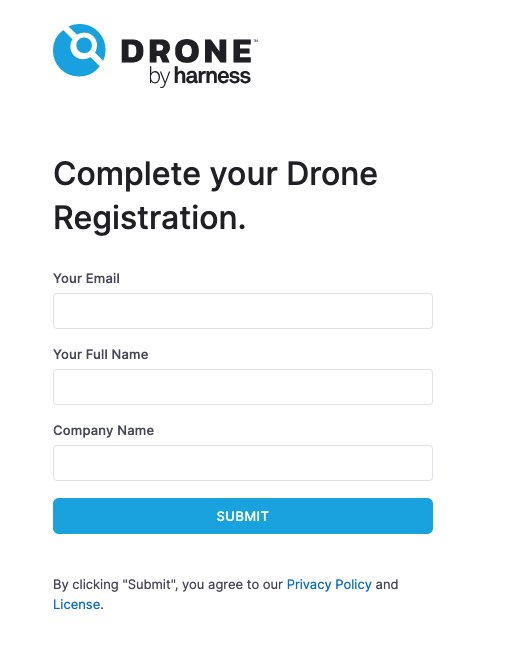 DRONE™
by harness
Complete your Drone
Registration.
Your Email
Your Full Name
Company Name
SUBMIT
By clicking "Submit", you agree to our Privacy Policy and
License.